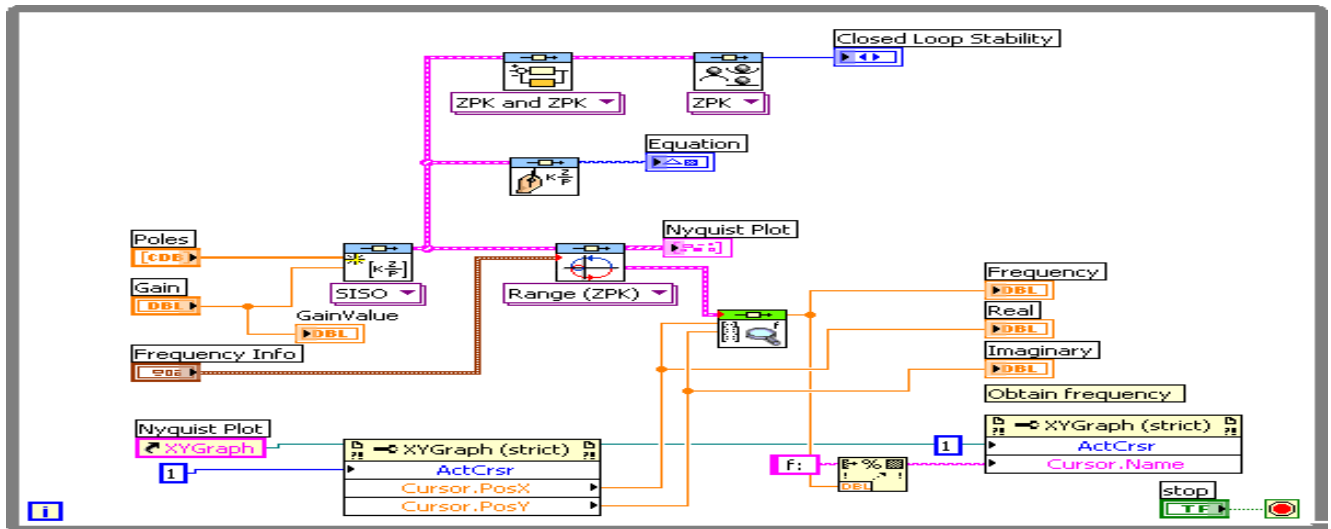 Closed Loop Stability
ZPK and ZPK
ZPK
Equation
K Z/P
Poles
[CDB]
Nyquist Plot
[K Z/P]
Gain
DBL
SISO
Range (ZPK)
GainValue
DBL
Frequency
DBL
Real
DBL
Imaginary
DBL
Frequency Info
Obtain frequency
Nyquist Plot
XYGraph
XYGraph (strict)
1
ActCrsr
Cursor.PosX
Cursor.PosY
1
XYGraph (strict)
ActCrsr
Cursor.Name
f:
%
DBL
stop
TF
i